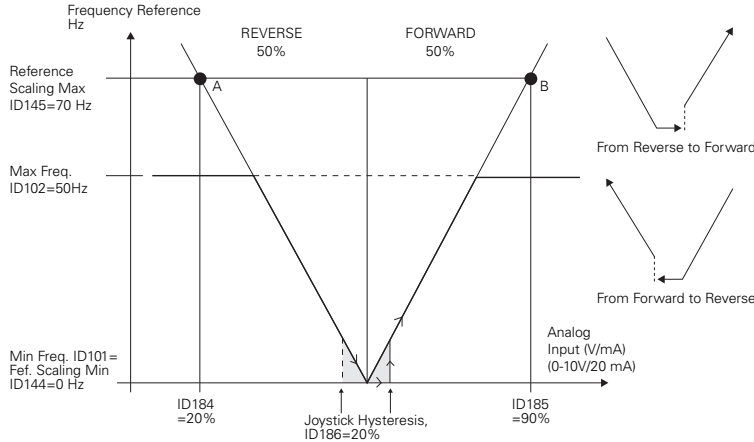 Frequency Reference
Hz
REVERSE
50%
FORWARD
50%
Reference
Scaling Max
ID145=70 Hz
A
B
From Reverse to Forward
Max Freq.
ID102=50Hz
From Forward to Reverse
Analog
Input (V/mA)
(0-10V/20 mA)
Min Freq. ID101=
Fef. Scaling Min
ID144=0 Hz
ID184
=20%
Joystick Hysteresis,
ID186=20%
ID185
=90%